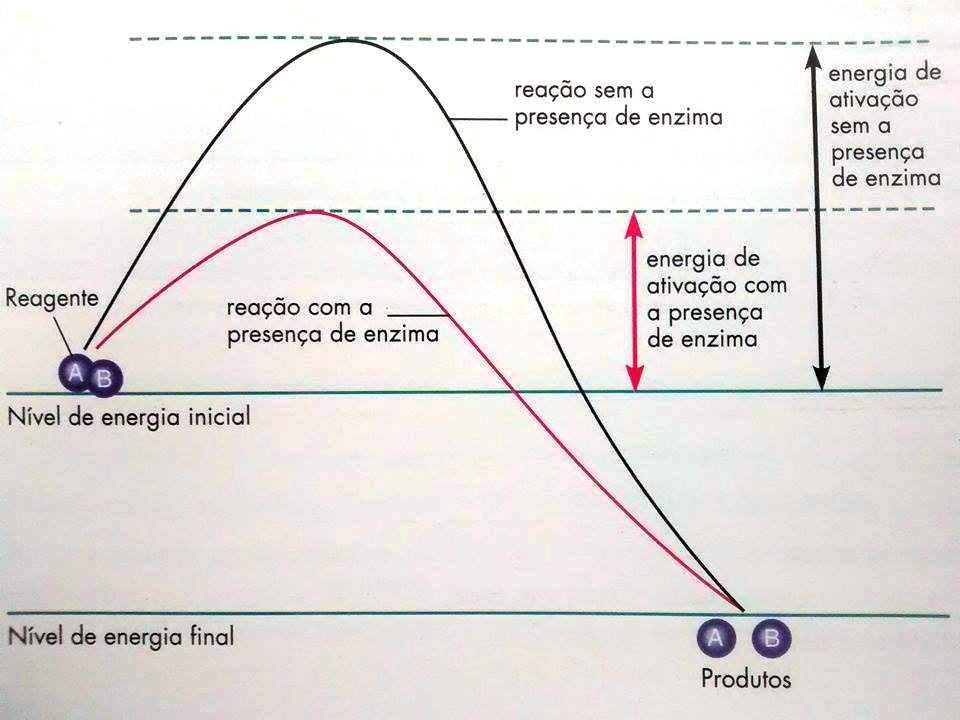 reação sem a
presença de enzima
energia de
ativação
sem a
presença
de enzima
energia de
ativação com
a presença
de enzima
Reagente
reação com a
presença de enzima
A B
Nível de energia inicial
Nível de energia final
A B
Produtos